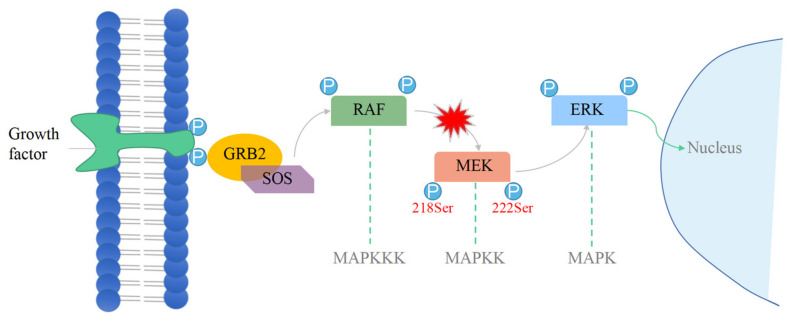 Growth
factor
P
P
GRB2
SOS
P
P
RAF
MEK
P
P
218Ser
222Ser
P
P
ERK
Nucleus
MAPKKK
MAPKK
MAPK